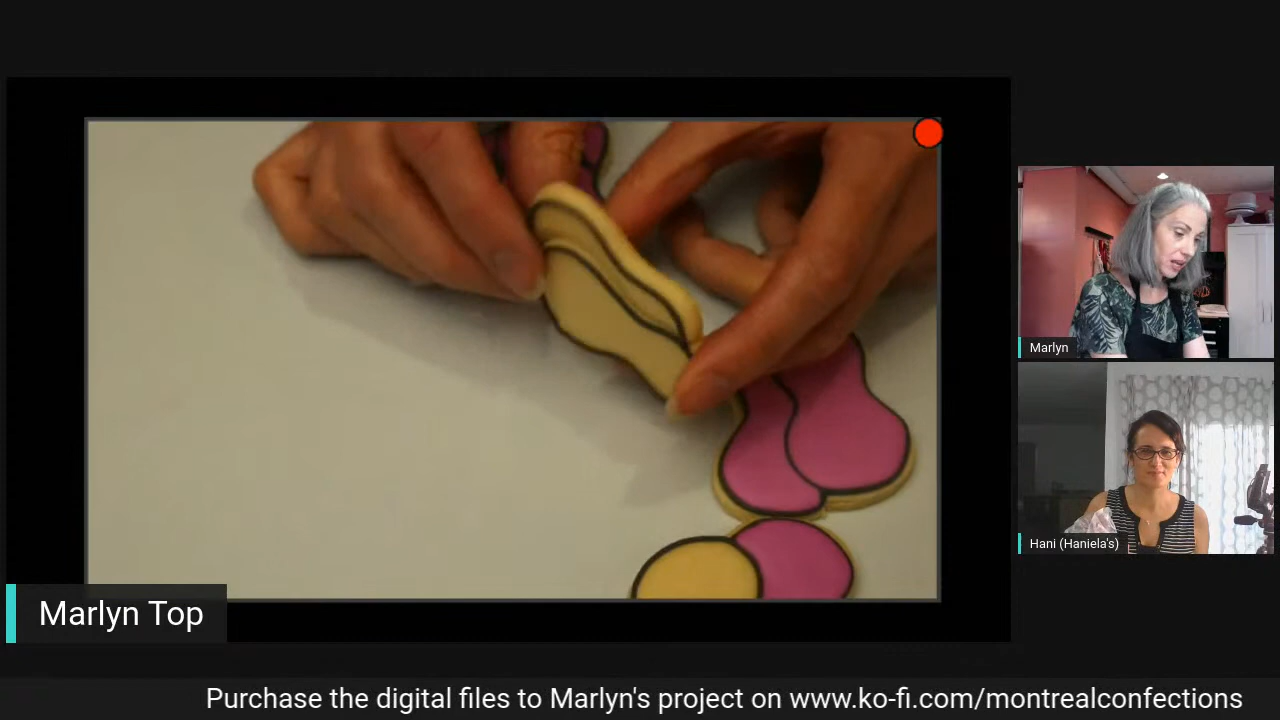 Marlyn
Hani (Haniela's)
Marlyn Top
Purchase the digital files to Marlyn's project on www.ko-fi.com/montrealconfections